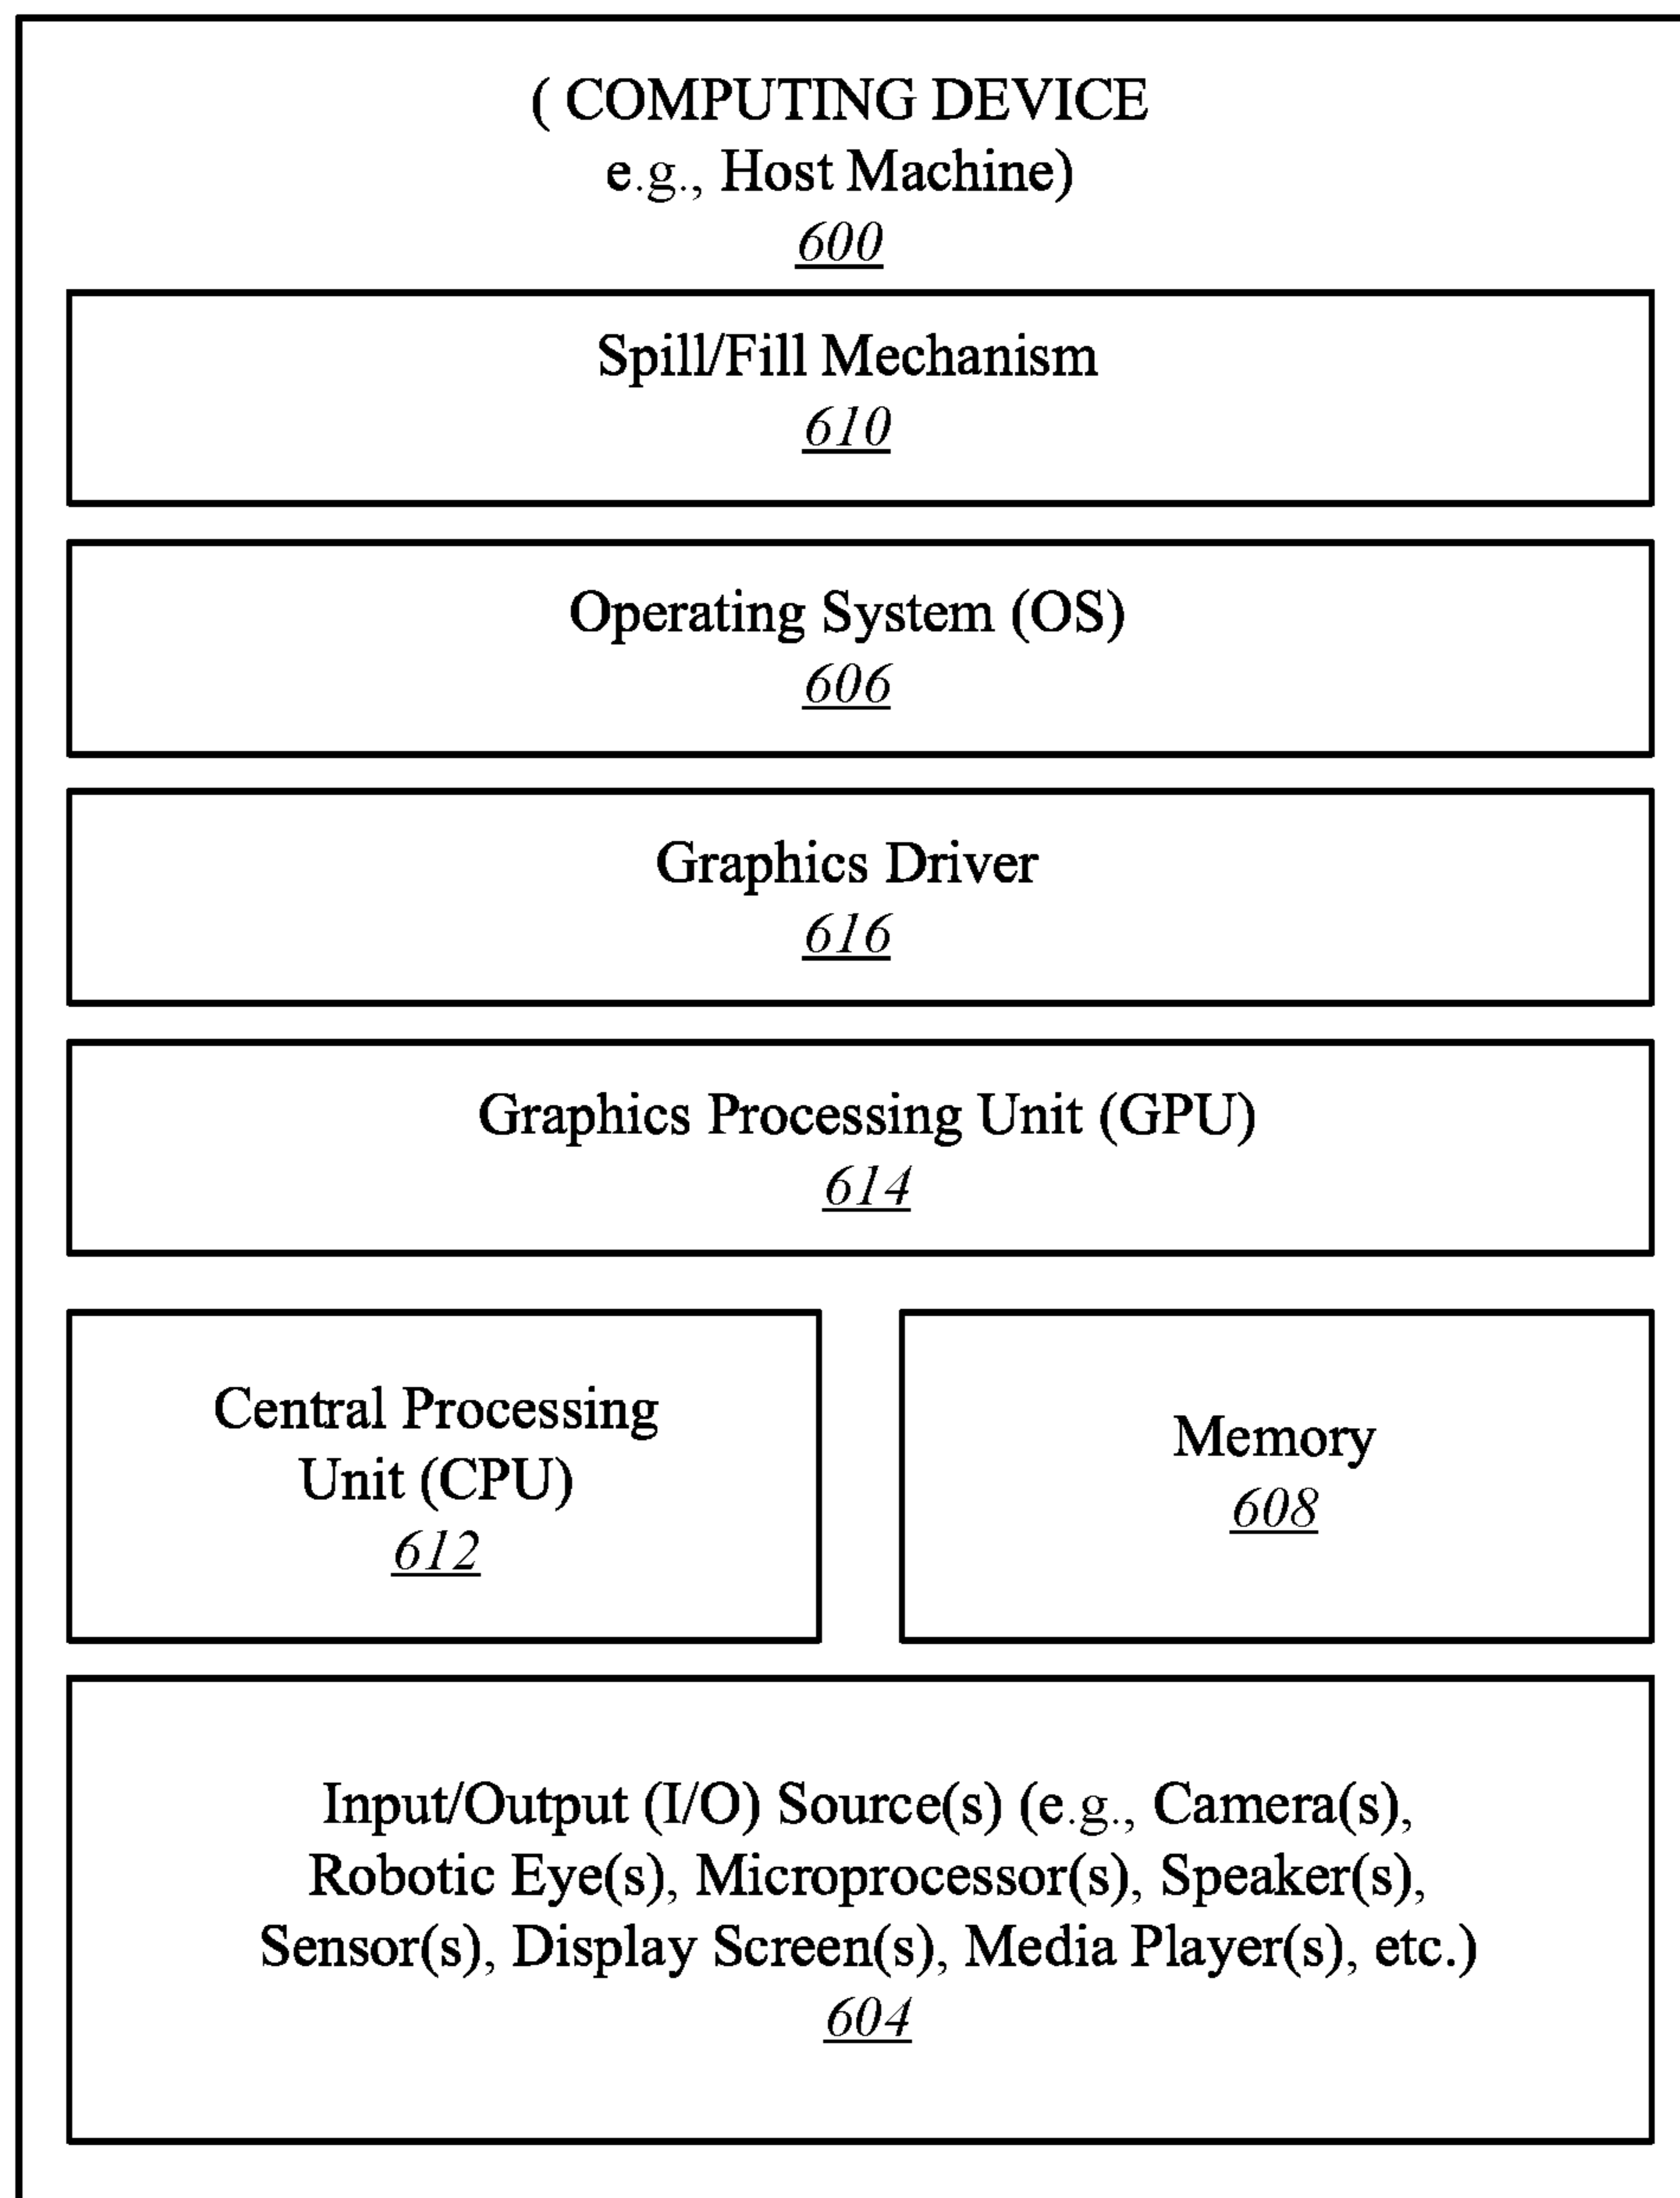 ( COMPUTING DEVICE
e.g., Host Machine)
600
Spill/Fill Mechanism
610
Operating System (OS)
606
Graphics Driver
616
Graphics Processing Unit (GPU)
614
Central Processing
Unit (CPU)
612
Memory
608
Input/Output (I/O) Source(s) (e.g., Camera(s),
Robotic Eye(s), Microprocessor(s), Speaker(s),
Sensor(s), Display Screen(s), Media Player(s), etc.)
604